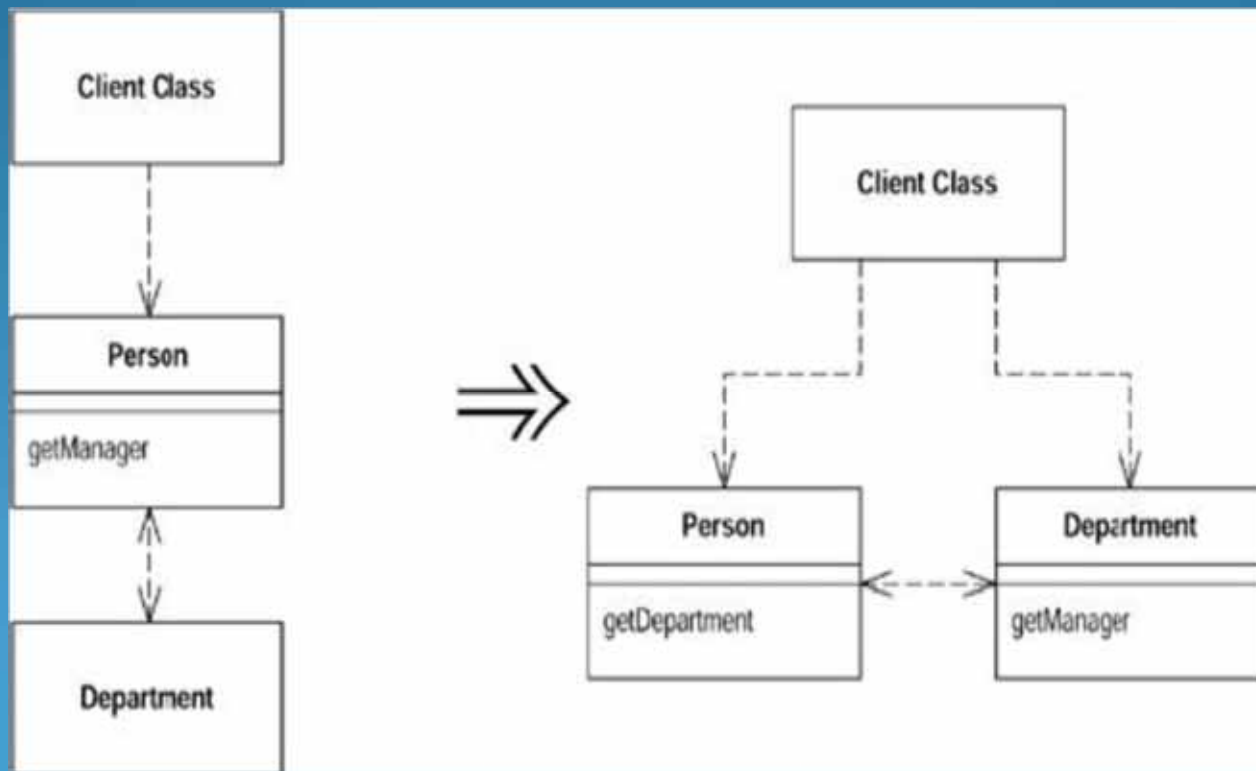 Client Class
Person
getManager
Department
Client Class
Person
getDepartment
Department
getManager